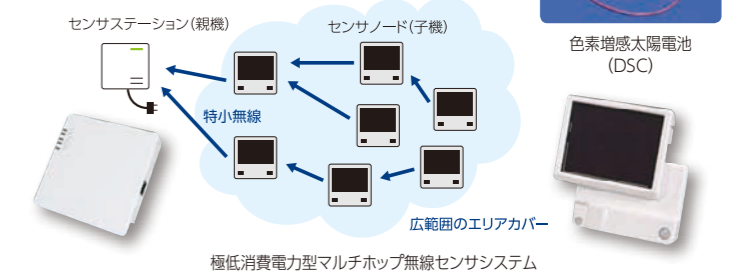 センサステーション(親機)
センサノード(子機)
色素増感太陽電池
(DSC)
特小無線
広範囲のエリアカバー
極低消費電力型マルチホップ無線センサシステム